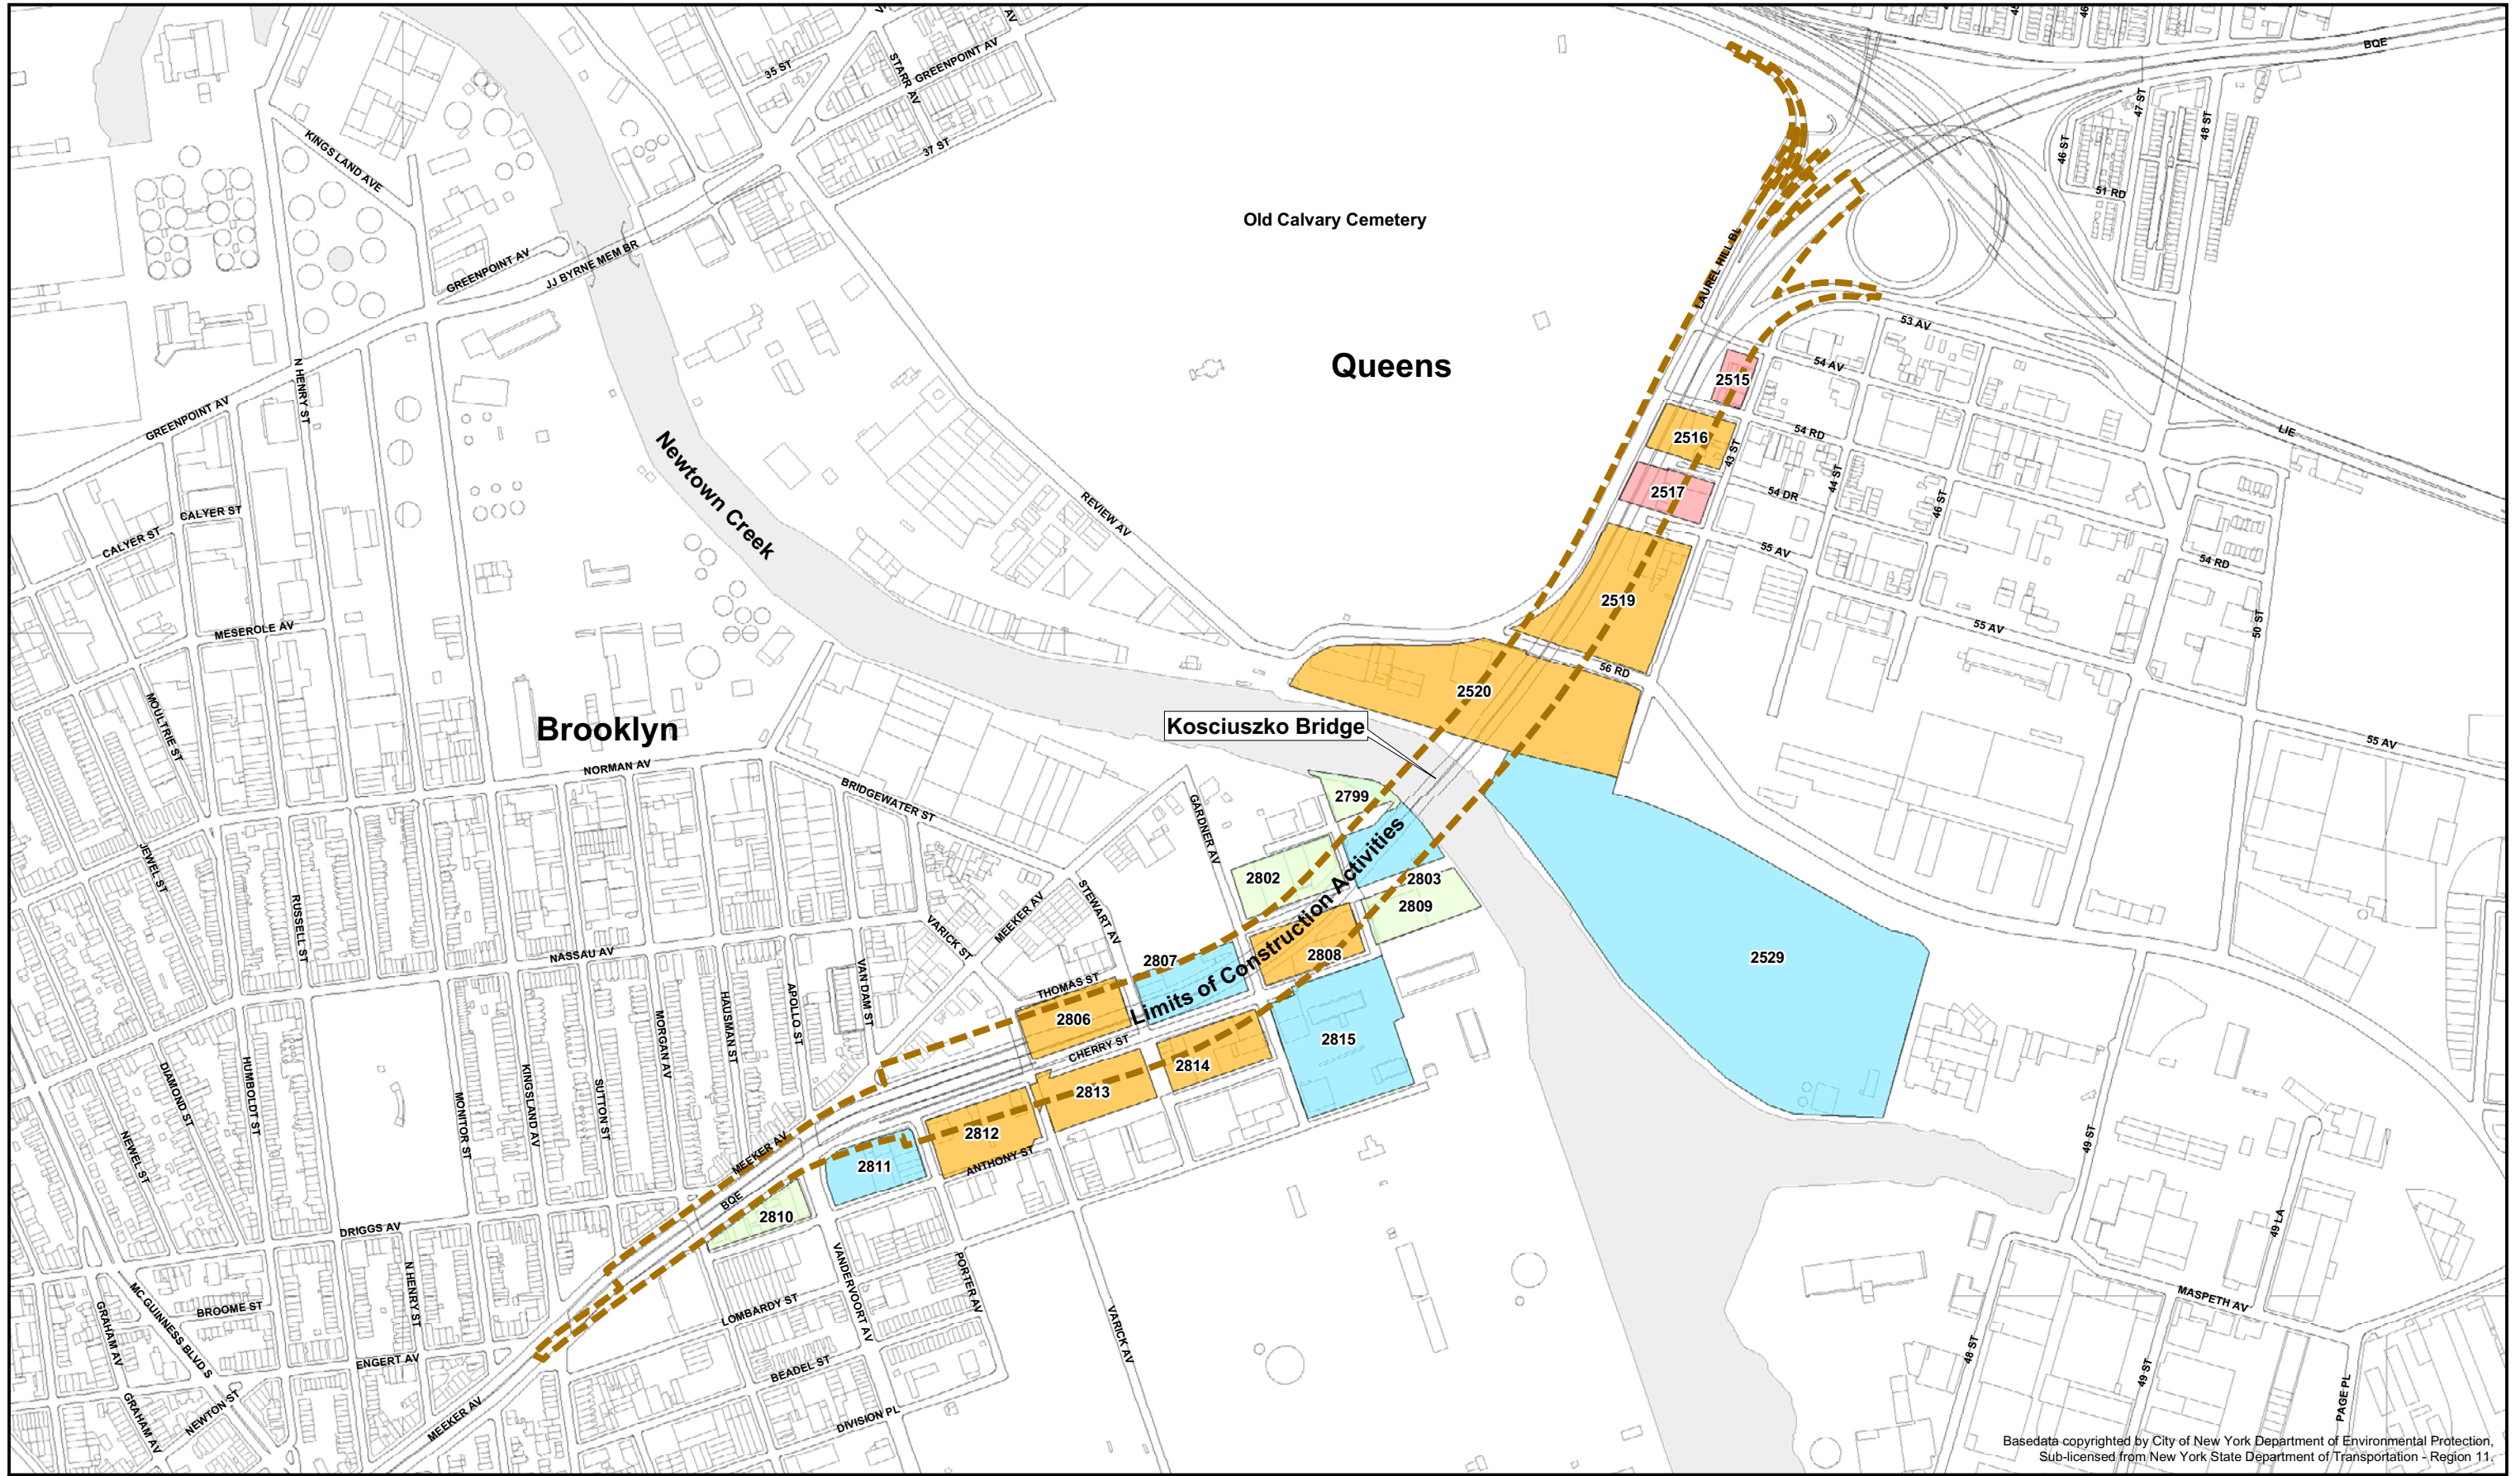 BQE
35 ST
STARR AV
GREENPOINT AV
37 ST
KINGS LAND AVE
47 ST
48 ST
46 ST
51 RD
Old Calvary Cemetery
GREENPOINT AV
JJ BYRNE MEM BR
LAUREL HILL BL
53 AV
54 AV
Queens
2515
N HENRY ST
GREENPOINT AV
2516
43 ST
54 RD
LIE
2517
54 DR
44 ST
46 ST
Newtown Creek
REVIEW AV
CALYER ST
CALYER ST
55 AV
54 RD
2519
50 ST
MESEROLE AV
55 AV
56 RD
2520
MOULTRIE ST
Brooklyn
Kosciuszko Bridge
55 AV
NORMAN AV
BRIDGEWATER ST
2799
GARDNER AV
JEWEL ST
2802
2803
2809
Limits of Construction Activities
RUSSELL ST
MEEKER AV
STEWART AV
VARICK ST
NASSAU AV
2807
2808
2529
VAN DAM ST
THOMAS ST
APOLLO ST
HAUSMAN ST
MORGAN AV
2806
2815
CHERRY ST
2814
2813
DIAMOND ST
HUMBOLDT ST
MONITOR ST
KINGSLAND AV
SUTTON ST
2812
49 ST
NEWEL ST
MEEKER AV
2811
ANTHONY ST
BQE
2810
DRIGGS AV
49 LA
VANDERVOORT AV
PORTER AV
N HENRY ST
MC GUINNESS BLVD S
BROOME ST
GRAHAM AV
LOMBARDY ST
VARICK AV
MASPETH AV
48 ST
ENGERT AV
BEADEL ST
49 ST
PAGE PL
GRAHAM AV
NEWTON ST
MEEKER AV
DIVISION PL
Basedata copyrighted by City of New York Department of Environmental Protection,
Sub-licensed from New York State Department of Transportation - Region 11.